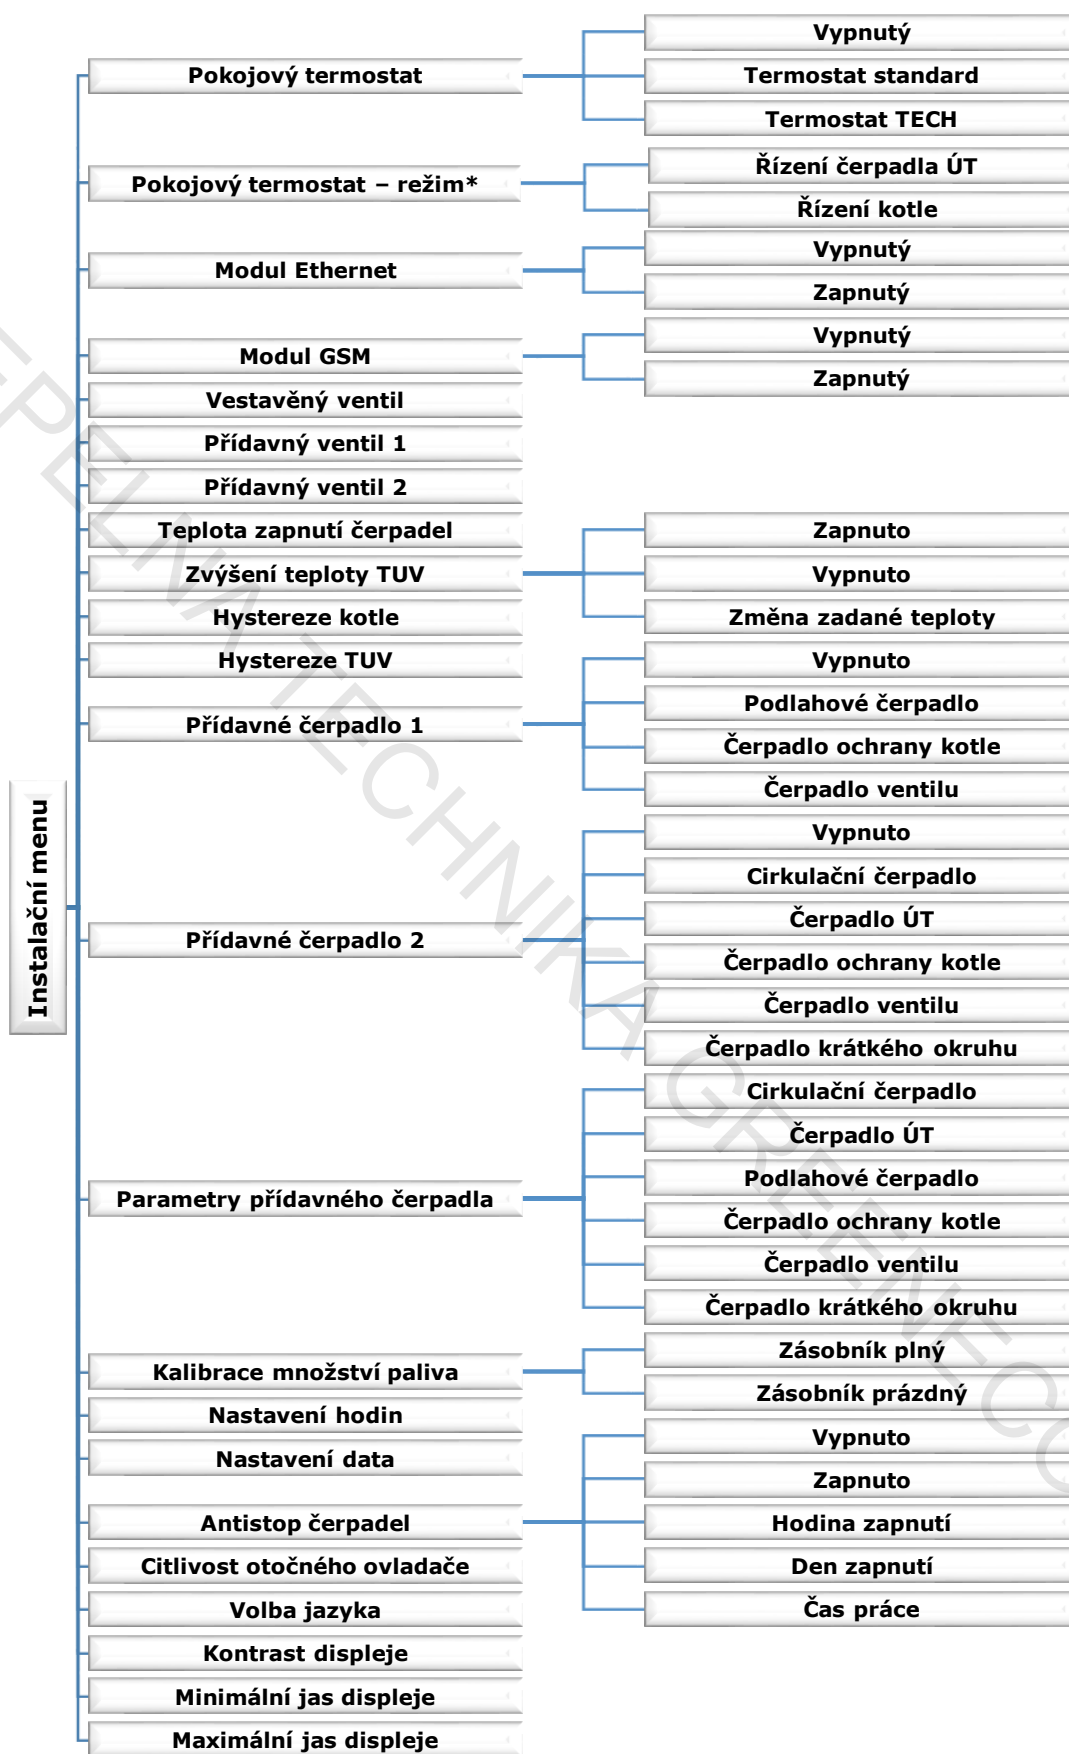 Instalační menu
Pokojový termostat
Vypnutý
Termostat standard
Termostat TECH
Pokojový termostat – režim*
Řízení čerpadla ÚT
Řízení kotle
Modul Ethernet
Vypnutý
Zapnutý
Modul GSM
Vypnutý
Zapnutý
Vestavěný ventil
Přídavný ventil 1
Přídavný ventil 2
Teplota zapnutí čerpadel
Zvýšení teploty TUV
Zapnuto
Vypnuto
Změna zadané teploty
Hystereze kotle
Hystereze TUV
Přídavné čerpadlo 1
Vypnuto
Podlahové čerpadlo
Čerpadlo ochrany kotle
Čerpadlo ventilu
Přídavné čerpadlo 2
Vypnuto
Cirkulační čerpadlo
Čerpadlo ÚT
Čerpadlo ochrany kotle
Čerpadlo ventilu
Čerpadlo krátkého okruhu
Parametry přídavného čerpadla
Cirkulační čerpadlo
Čerpadlo ÚT
Podlahové čerpadlo
Čerpadlo ochrany kotle
Čerpadlo ventilu
Čerpadlo krátkého okruhu
Kalibrace množství paliva
Zásobník plný
Zásobník prázdný
Nastavení hodin
Nastavení data
Antistop čerpadel
Vypnuto
Zapnuto
Hodina zapnutí
Den zapnutí
Čas práce
Citlivost otočného ovladače
Volba jazyka
Kontrast displeje
Minimální jas displeje
Maximální jas displeje
EPELNA TECHNIKA GREENECO